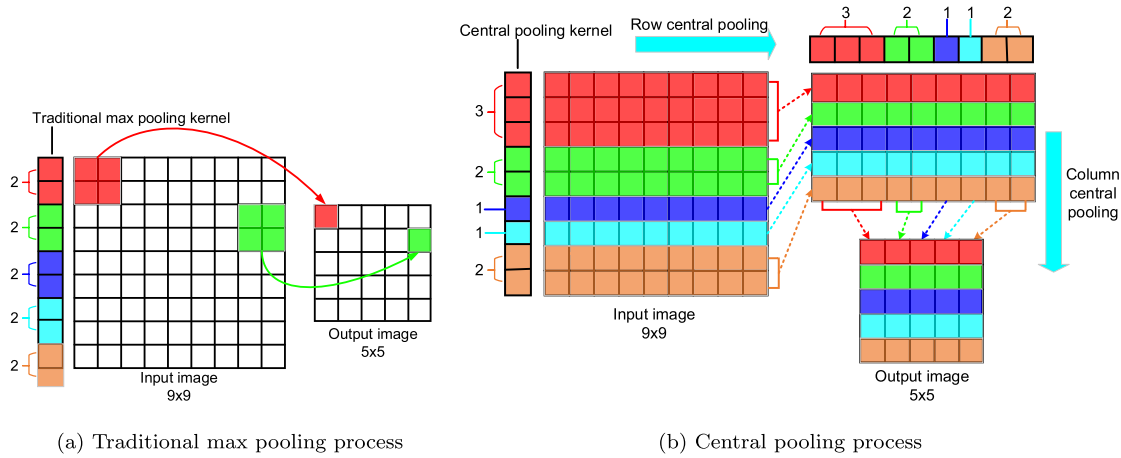 Traditional max pooling kernel
2
2
2
2
2
Input image
9x9
Output image
5x5
(a) Traditional max pooling process
Central pooling kernel
Row central pooling
3
2
1
1
2
3
2
1
1
2
Input image
9x9
Column
central
pooling
Output image
5x5
(b) Central pooling process